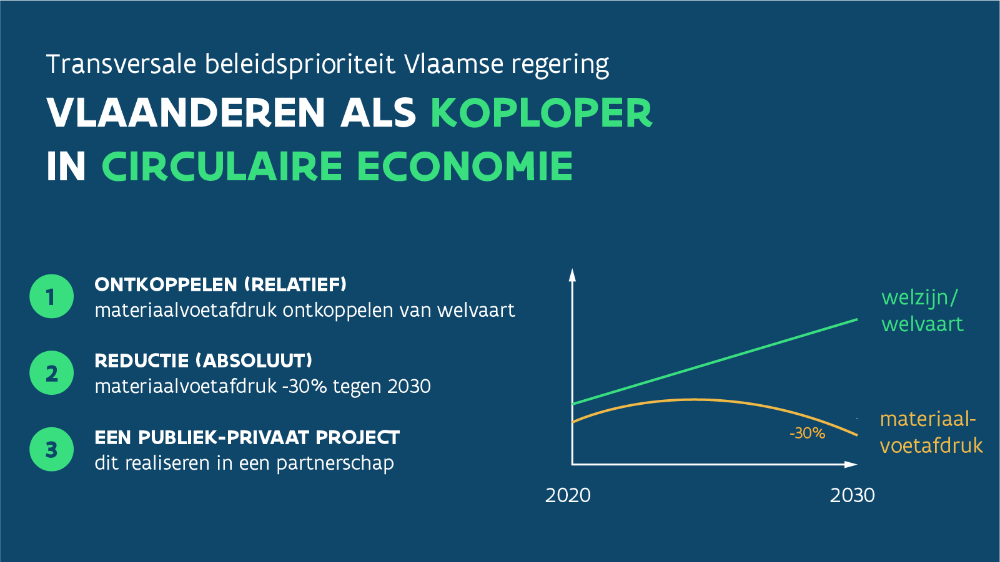 Transversale beleidsprioriteit Vlaamse regering
VLAANDEREN ALS KOPLOPER
IN CIRCULAIRE ECONOMIE
1
ONTKOPPELEN (RELATIEF)
materiaalvoetafdruk ontkoppelen van welvaart
2
REDUCTIE (ABSOLUUT)
materiaalvoetafdruk -30% tegen 2030
3
EEN PUBLIEK-PRIVAAT PROJECT
dit realiseren in een partnerschap
welzijn/
welvaart
-30%
materiaal-
voetafdruk
2020
2030